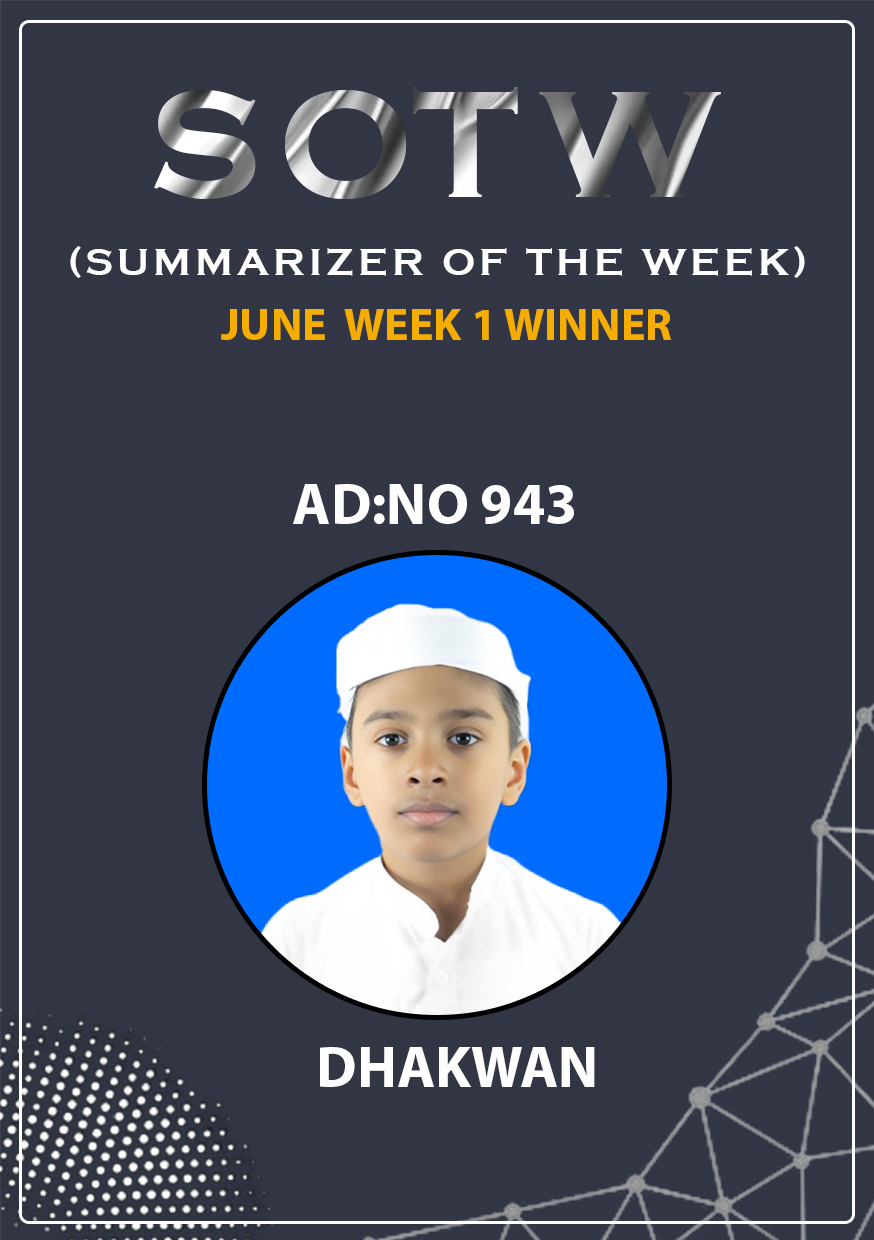 SOTW
(SUMMARIZER OF THE WEEK)
JUNE WEEK 1 WINNER
AD:NO 943
DHAKWAN